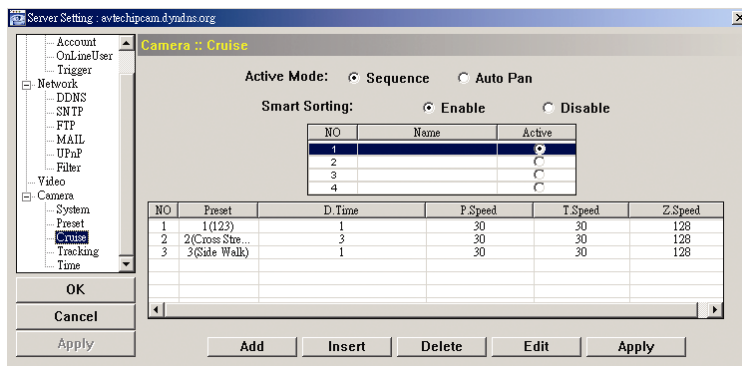 Server Setting : avtechipcam.dyndns.org
Account
OnLineUser
Trigger
Network
DDNS
SNTP
FTP
MAIL
UPnP
Filter
Video
Camera
System
Preset
Cruise
Tracking
Time
OK
Cancel
Apply
Camera :: Cruise
Active Mode: Sequence Auto Pan
Smart Sorting: Enable Disable
NO Name Active
1
2
3
4
NO Preset D.Time P.Speed T.Speed Z.Speed
1 1(123) 1 30 30 128
2 2(Cross Stre... 3 30 30 128
3 3(Side Walk) 1 30 30 128
Add Insert Delete Edit Apply